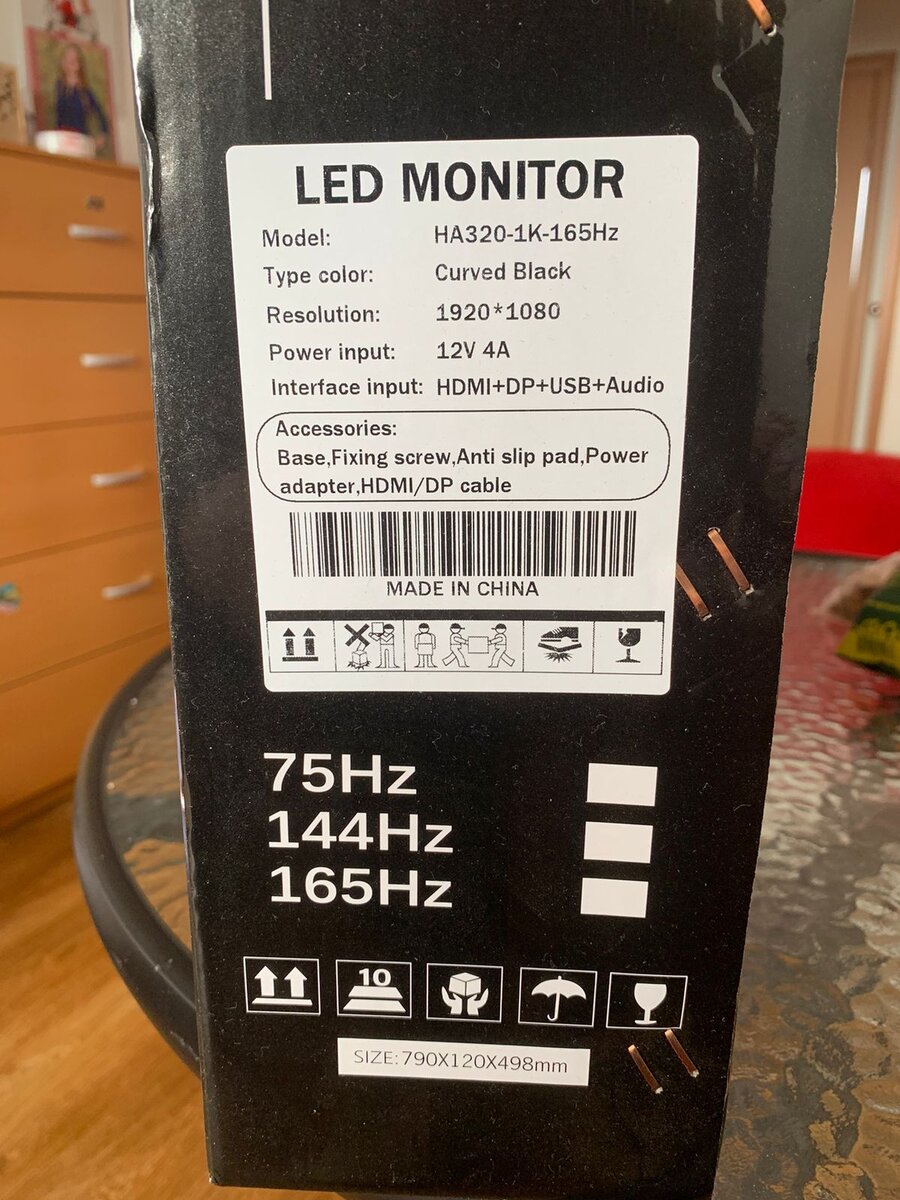 LED MONITOR
Model: HA320-1K-165Hz
Type color: Curved Black
Resolution: 1920*1080
Power input: 12V 4A
Interface input: HDMI+DP+USB+Audio
Accessories:
Base,Fixing screw,Anti slip pad,Power
adapter,HDMI/DP cable
MADE IN CHINA
75Hz
144Hz
165Hz
10
SIZE:790X120X498mm